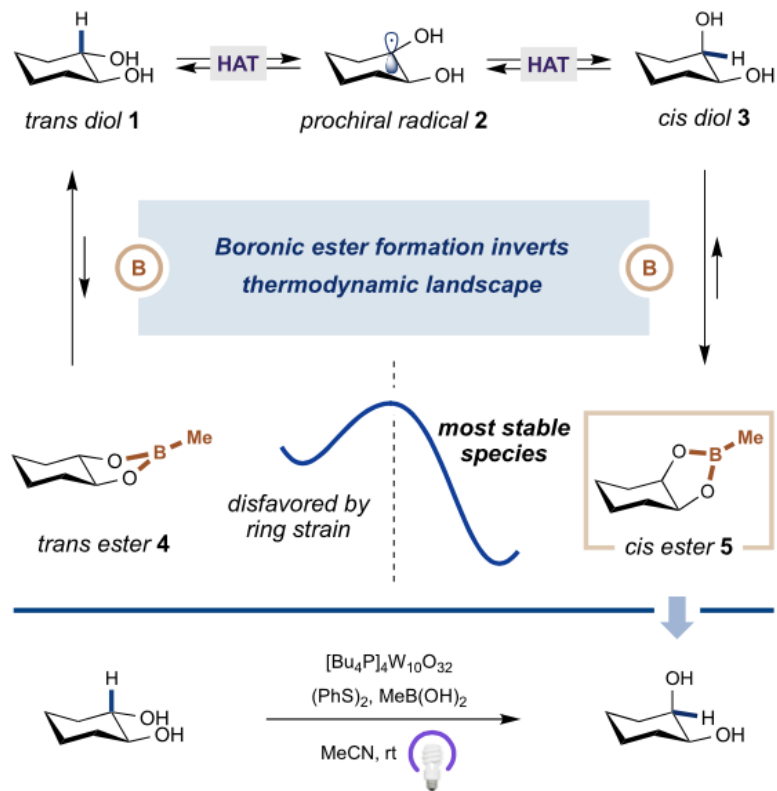 H
OH
OH
HAT
OH
OH
HAT
OH
H
OH
trans diol 1
prochiral radical 2
cis diol 3
B
Boronic ester formation inverts
thermodynamic landscape
B
O
B
Me
O
trans ester 4
disfavored by
ring strain
most stable
species
O
B
Me
O
cis ester 5
H
OH
OH
[Bu4P]4W10O32
(PhS)2, MeB(OH)2
MeCN, rt
OH
H
OH